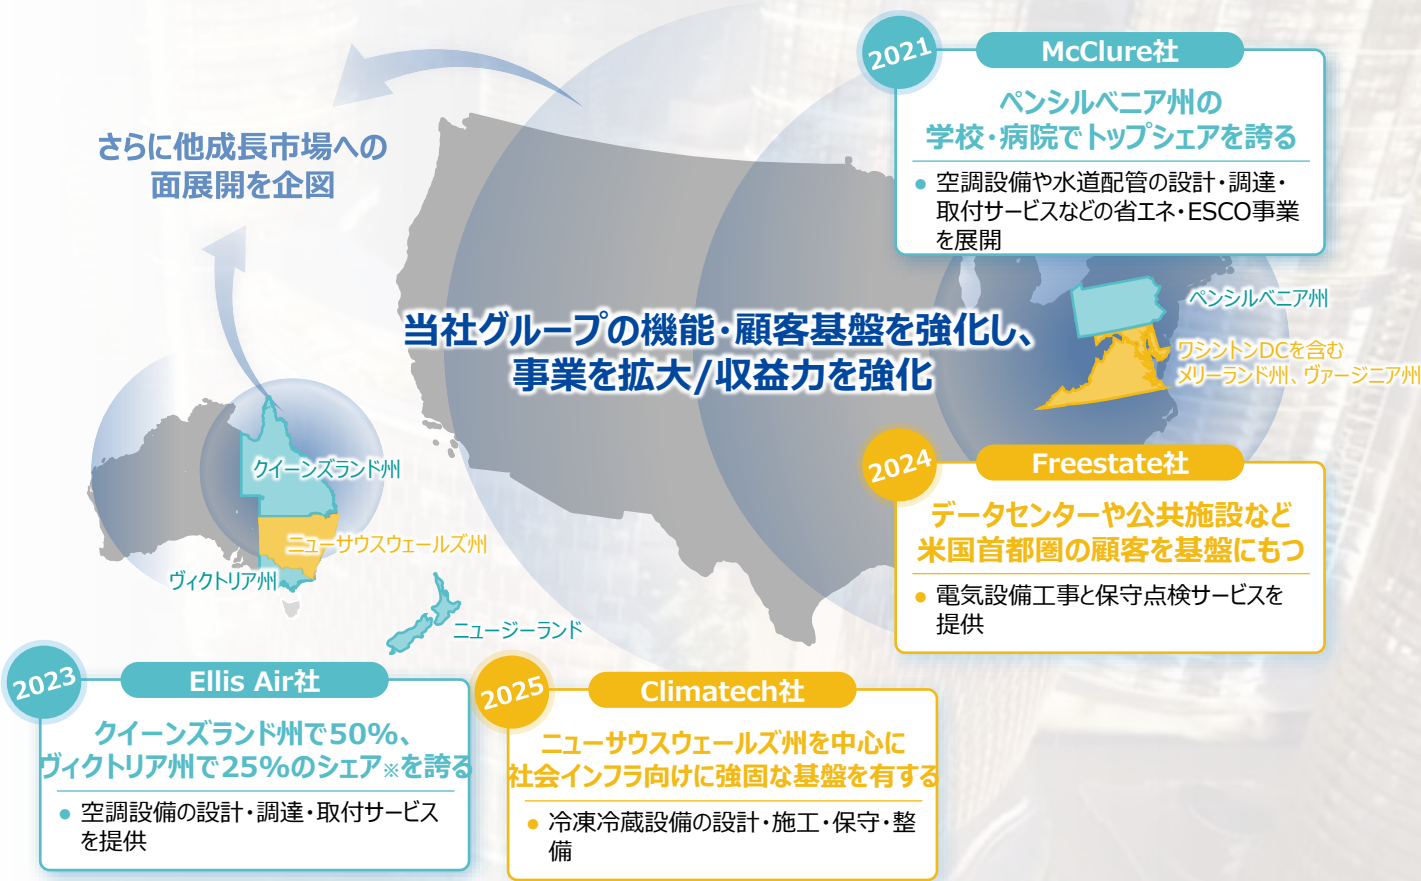 さらに他成長市場への
面展開を企図
2021
McClure社
ペンシルベニア州の
学校・病院でトップシェアを誇る
● 空調設備や水道配管の設計・調達・
取付サービスなどの省エネ・ESCO事業
を展開
当社グループの機能・顧客基盤を強化し、
事業を拡大/収益力を強化
ペンシルベニア州
ワシントンDCを含む
メリーランド州、ヴァージニア州
クイーンズランド州
ニューサウスウェールズ州
ヴィクトリア州
ニュージーランド
2024
Freestate社
データセンターや公共施設など
米国首都圏の顧客を基盤にもつ
● 電気設備工事と保守点検サービスを
提供
2023
Ellis Air社
クイーンズランド州で50%、
ヴィクトリア州で25%のシェア※を誇る
● 空調設備の設計・調達・取付サービス
を提供
2025
Climatech社
ニューサウスウェールズ州を中心に
社会インフラ向けに強固な基盤を有する
● 冷凍冷蔵設備の設計・施工・保守・整
備